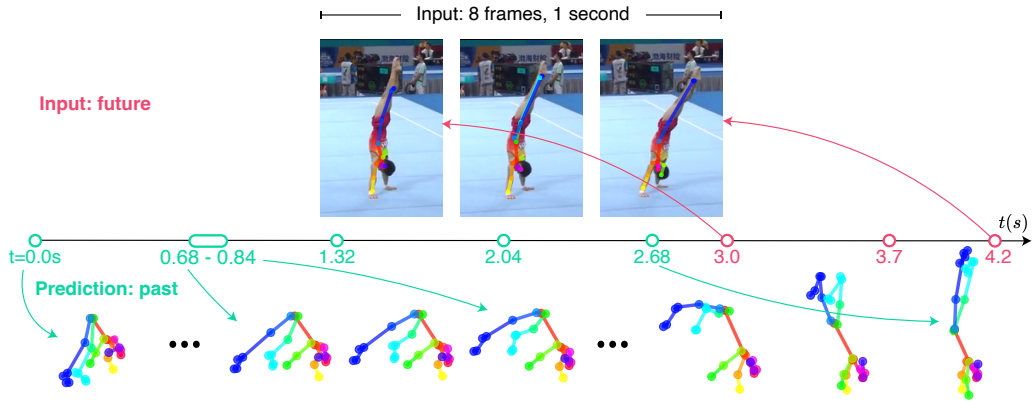 Input: 8 frames, 1 second
Input: future
t(s)
t=0.0s 0.68 - 0.84 1.32 2.04 2.68 3.0 3.7 4.2
Prediction: past